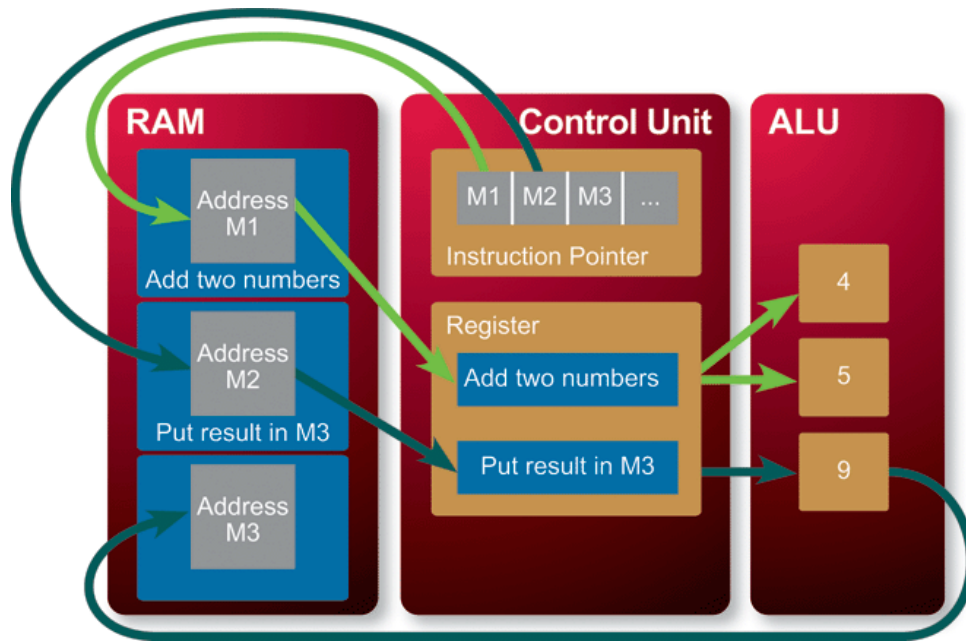 RAM
Address
M1
Add two numbers
Address
M2
Put result in M3
Address
M3
Control Unit
M1 M2 M3 ...
Instruction Pointer
Register
Add two numbers
Put result in M3
ALU
4
5
9